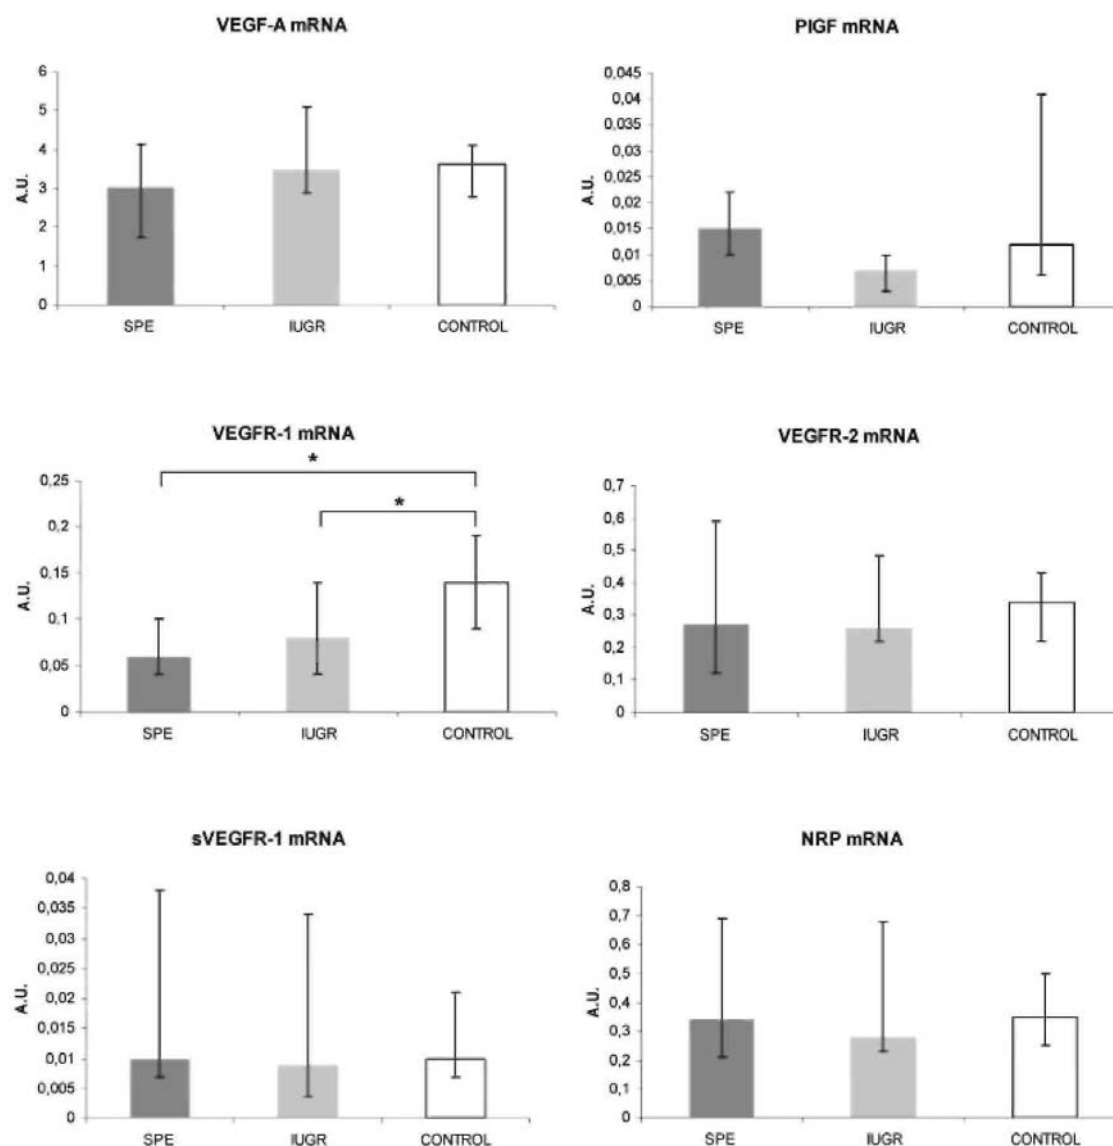 VEGF-A mRNA
6
5
4
3
2
1
0
A.U.
SPE IUGR CONTROL
PIGF mRNA
0,045
0,04
0,035
0,03
0,025
0,02
0,015
0,01
0,005
0
A.U.
SPE IUGR CONTROL
VEGFR-1 mRNA
0,25
0,2
0,15
0,1
0,05
0
A.U.
*
*
SPE IUGR CONTROL
VEGFR-2 mRNA
0,7
0,6
0,5
0,4
0,3
0,2
0,1
0
A.U.
SPE IUGR CONTROL
sVEGFR-1 mRNA
0,04
0,035
0,03
0,025
0,02
0,015
0,01
0,005
0
A.U.
SPE IUGR CONTROL
NRP mRNA
0,8
0,7
0,6
0,5
0,4
0,3
0,2
0,1
0
A.U.
SPE IUGR CONTROL